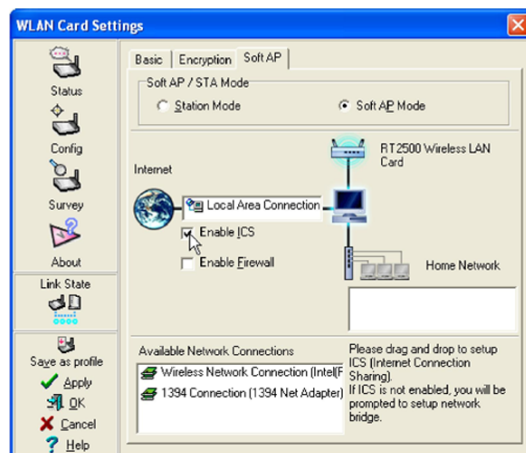 WLAN Card Settings
Status
Config
Survey
About
Link State
Save as profile
Apply
OK
Cancel
Help
Basic
Encryption
Soft AP
Soft AP / STA Mode
Station Mode
Soft AP Mode
RT2500 Wireless LAN
Card
Internet
Local Area Connection
Enable ICS
Enable Firewall
Home Network
Available Network Connections
Wireless Network Connection (Intel(F
1394 Connection (1394 Net Adapter)
Please drag and drop to setup
ICS (Internet Connection
Sharing).
If ICS is not enabled, you will be
prompted to setup network
bridge.